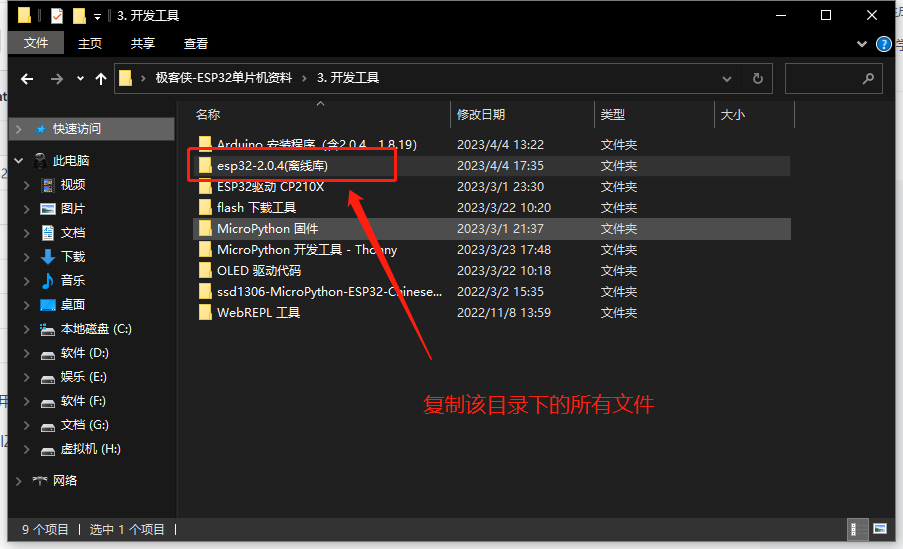 3. 开发工具
文件 主页 共享 查看
极客侠-ESP32单片机资料 3. 开发工具
名称 修改日期 类型 大小
Arduino 安装程序（含2.0.4、1.8.19） 2023/4/4 13:22 文件夹
esp32-2.0.4(离线库) 2023/4/4 17:35 文件夹
ESP32驱动 CP210X 2023/3/1 23:30 文件夹
flash 下载工具 2023/3/22 10:20 文件夹
MicroPython 固件 2023/3/1 21:37 文件夹
MicroPython 开发工具 - Thonny 2023/3/23 17:48 文件夹
OLED 驱动代码 2023/3/22 10:18 文件夹
ssd1306-MicroPython-ESP32-Chinese... 2022/3/2 15:35 文件夹
WebREPL 工具 2022/11/8 13:59 文件夹
快速访问
此电脑
视频
图片
文档
下载
音乐
桌面
本地磁盘 (C:)
软件 (D:)
娱乐 (E:)
软件 (F:)
文档 (G:)
虚拟机 (H:)
网络
复制该目录下的所有文件
9 个项目 选中 1 个项目